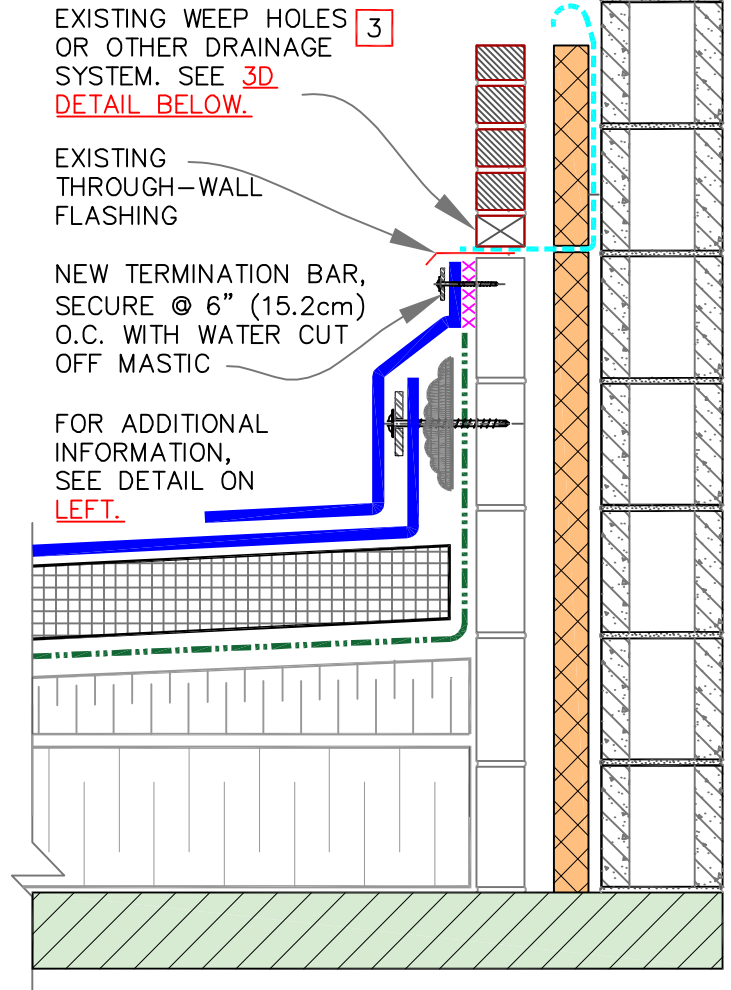 EXISTING WEEP HOLES 3
OR OTHER DRAINAGE
SYSTEM. SEE 3D
DETAIL BELOW.
EXISTING
THROUGH-WALL
FLASHING
NEW TERMINATION BAR,
SECURE @ 6" (15.2cm)
O.C. WITH WATER CUT
OFF MASTIC
FOR ADDITIONAL
INFORMATION,
SEE DETAIL ON
LEFT.